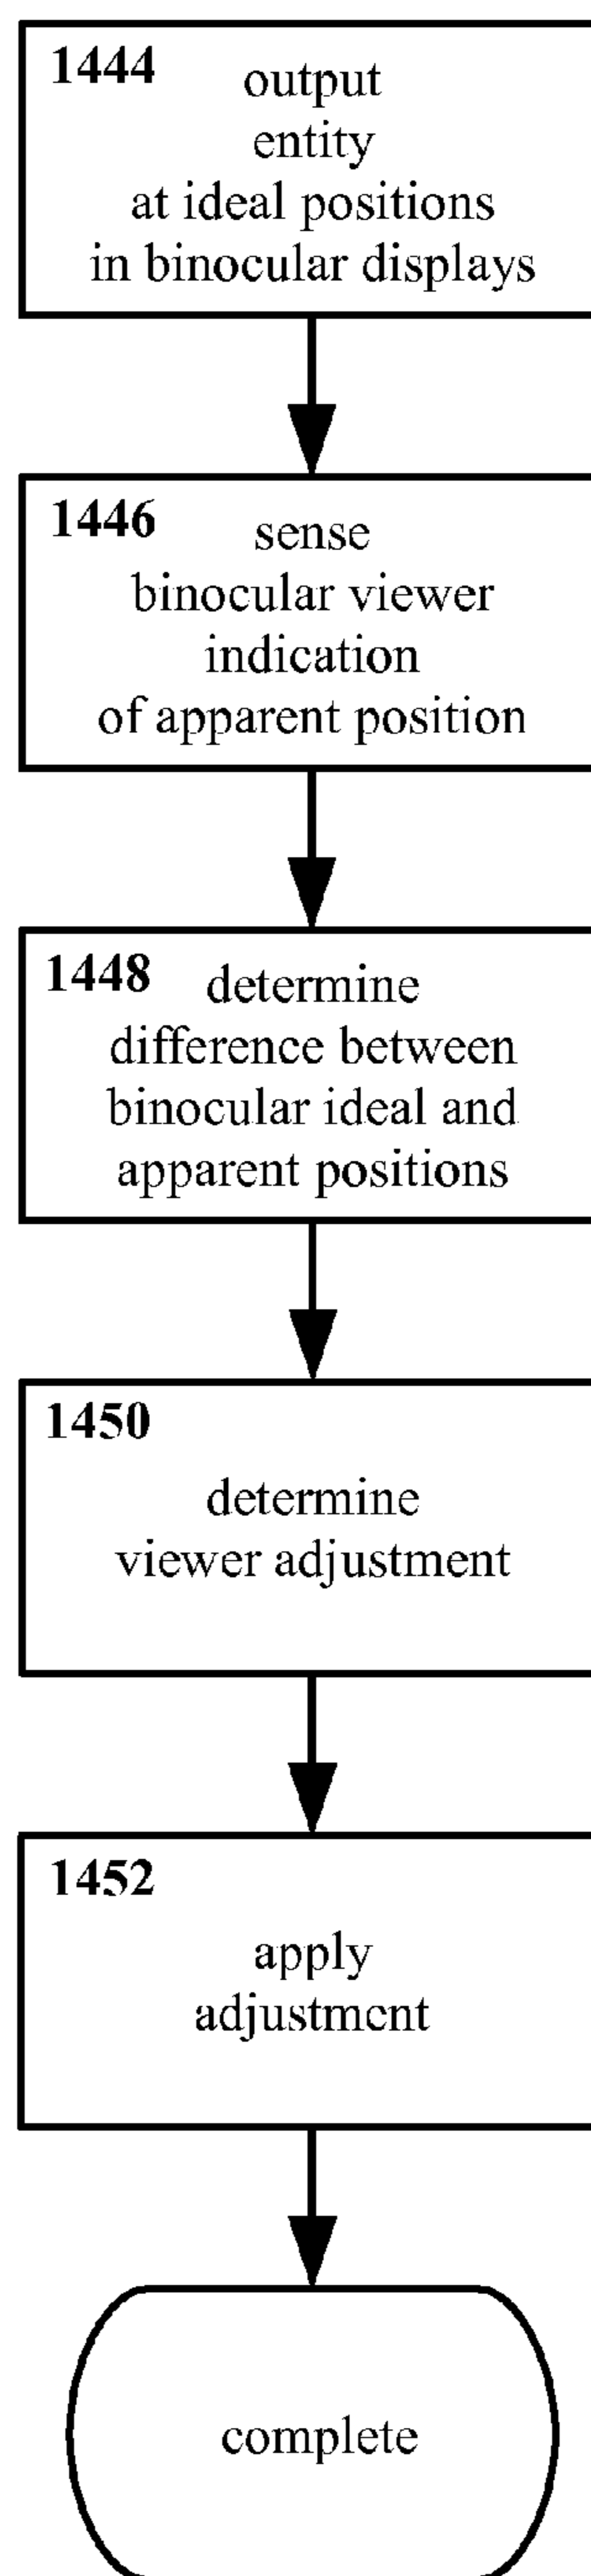 1444 output
entity
at ideal positions
in binocular displays
1446 sense
binocular viewer
indication
of apparent position
1448 determine
difference between
binocular ideal and
apparent positions
1450
determine
viewer adjustment
1452
apply
adjustment
complete